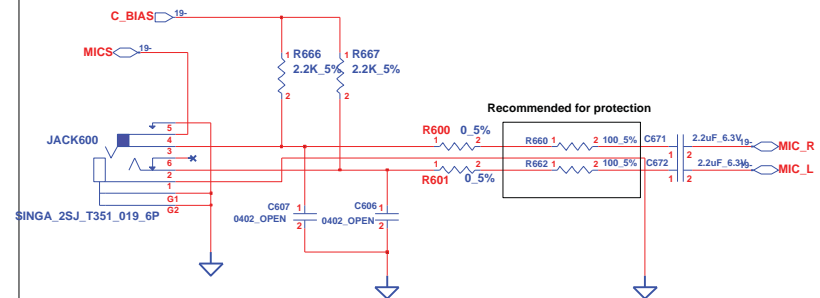 C_BIAS 19-
MICS 19-
1 R666 1 R667
2.2K_5% 2.2K_5%
2 2
Recommended for protection
JACK600
5
4
3
6
2
1
G1
G2
SINGA_2SJ_T351_019_6P
R600 0_5%
1 2
R660 1 2 100_5% C671 2.2uF_6.3V 19- MIC_R
1 2
R662 1 2 100_5% C672 2.2uF_6.3V 19- MIC_L
1 2
1 2
R601 0_5%
C607 1
0402_OPEN 2
C606 1
0402_OPEN 2